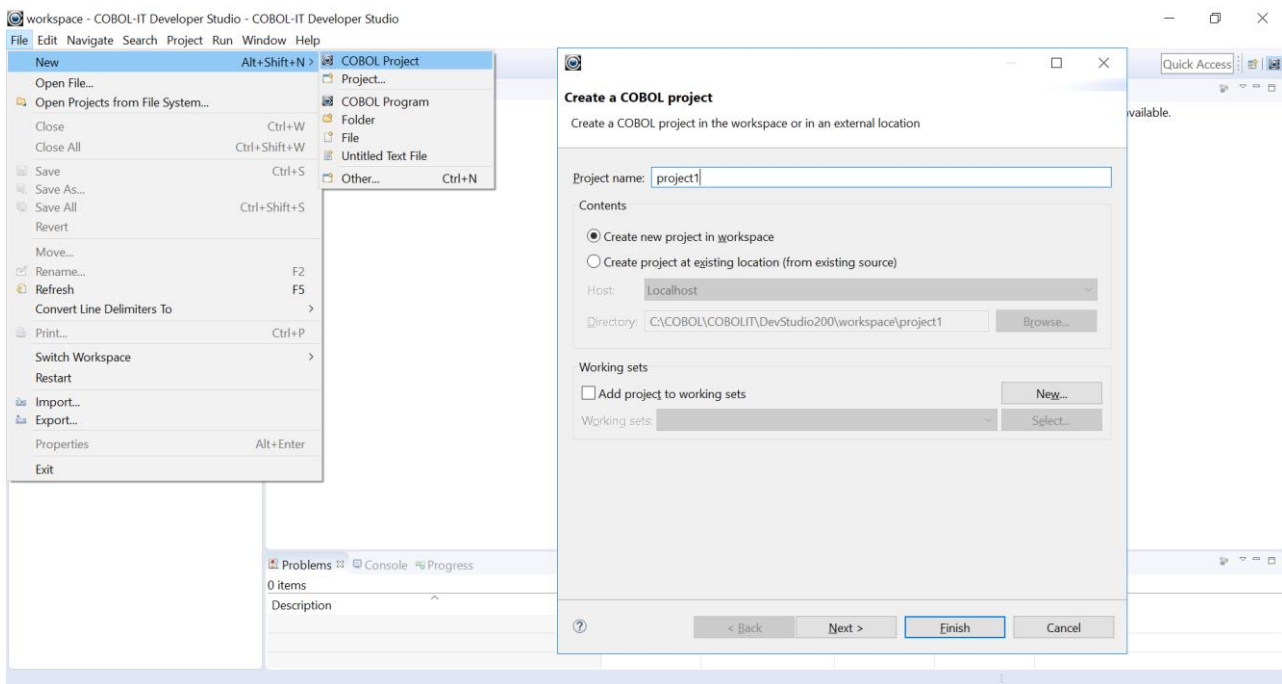 workspace - COBOL-IT Developer Studio - COBOL-IT Developer Studio
File Edit Navigate Search Project Run Window Help
New Alt+Shift+N >
Open File...
Open Projects from File System...
Close Ctrl+W
Close All Ctrl+Shift+W
Save Ctrl+S
Save As...
Save All Ctrl+Shift+S
Revert
Move...
Rename... F2
Refresh F5
Convert Line Delimiters To >
Print... Ctrl+P
Switch Workspace >
Restart
Import...
Export...
Properties Alt+Enter
Exit
COBOL Project
Project...
COBOL Program
Folder
File
Untitled Text File
Other... Ctrl+N
Quick Access
vailable.
Create a COBOL project
Create a COBOL project in the workspace or in an external location
Project name: project1
Contents
Create new project in workspace
Create project at existing location (from existing source)
Host: Localhost
Directory: C:\COBOL\COBOLIT\DevStudio200\workspace\project1 Browse...
Working sets
Add project to working sets New...
Working sets: Select...
? < Back Next > Finish Cancel
Problems Console Progress
0 items
Description